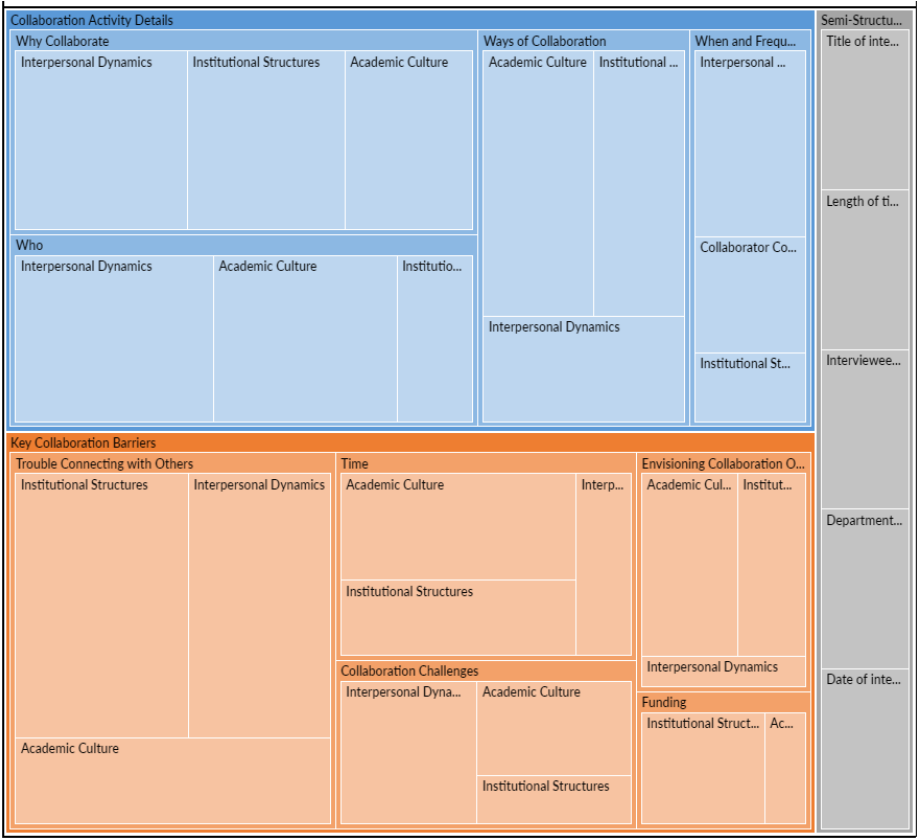 Collaboration Activity Details
Why Collaborate
Interpersonal Dynamics
Institutional Structures
Academic Culture
Who
Interpersonal Dynamics
Academic Culture
Institutio...
Ways of Collaboration
Academic Culture
Institutional ...
Interpersonal Dynamics
When and Frequ...
Interpersonal ...
Collaborator Co...
Institutional St...
Key Collaboration Barriers
Trouble Connecting with Others
Institutional Structures
Interpersonal Dynamics
Academic Culture
Time
Academic Culture
Interp...
Institutional Structures
Collaboration Challenges
Interpersonal Dyna...
Academic Culture
Institutional Structures
Envisioning Collaboration O...
Academic Cul...
Institut...
Interpersonal Dynamics
Funding
Institutional Struct...
Ac...
Semi-Structu...
Title of inte...
Length of ti...
Interviewee...
Department...
Date of inte...